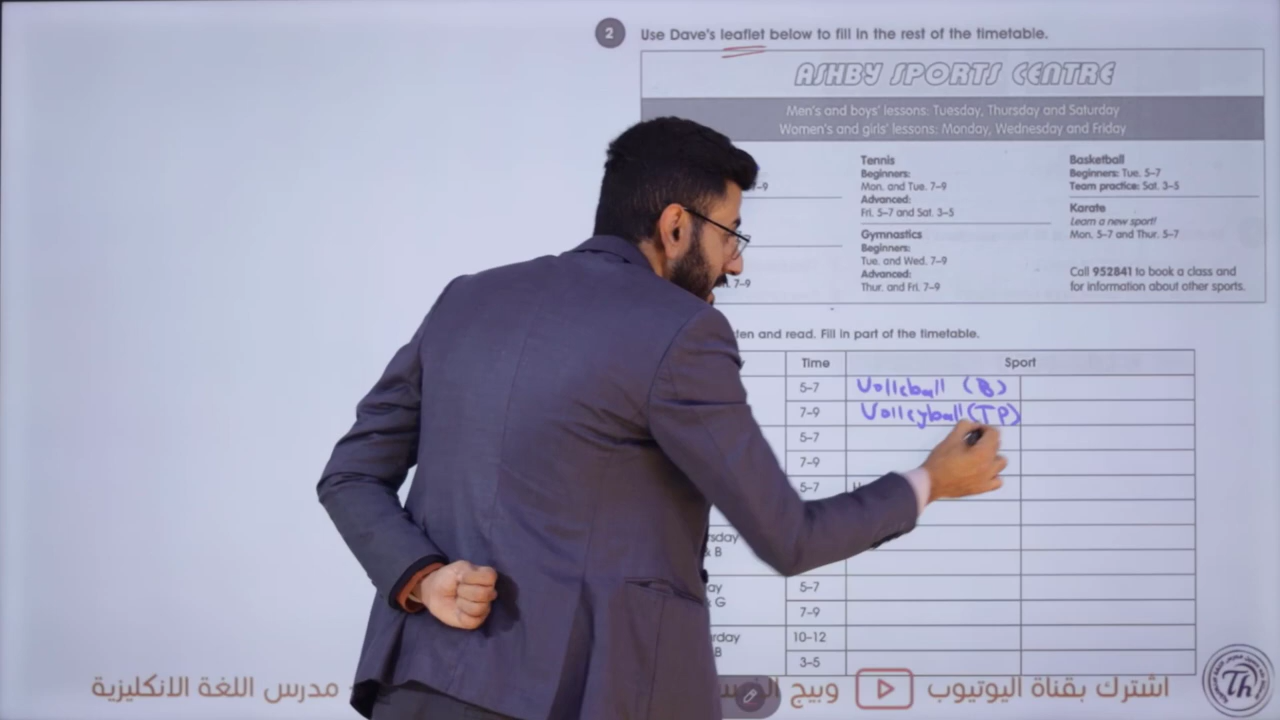 2 Use Dave's leaflet below to fill in the rest of the timetable.
ASHBY SPORTS CENTRE
Men's and boys' lessons: Tuesday, Thursday and Saturday
Women's and girls' lessons: Monday, Wednesday and Friday
7–9
7–9
Tennis
Beginners:
Mon. and Tue. 7–9
Advanced:
Fri. 5–7 and Sat. 3–5
Gymnastics
Beginners:
Tue. and Wed. 7–9
Advanced:
Thur. and Fri. 7–9
Basketball
Beginners: Tue. 5–7
Team practice: Sat. 3–5
Karate
Learn a new sport!
Mon. 5–7 and Thur. 5–7
Call 952841 to book a class and
for information about other sports.
and read. Fill in part of the timetable.
Time Sport
5–7 Volleball (B)
7–9 Volleyball (TP)
5–7
7–9
5–7
rsday
& B
5–7
& G
7–9
rday 10–12
B
3–5
اشترك بقناة اليوتيوب وبيج مدرس اللغة الانكليزية
Th